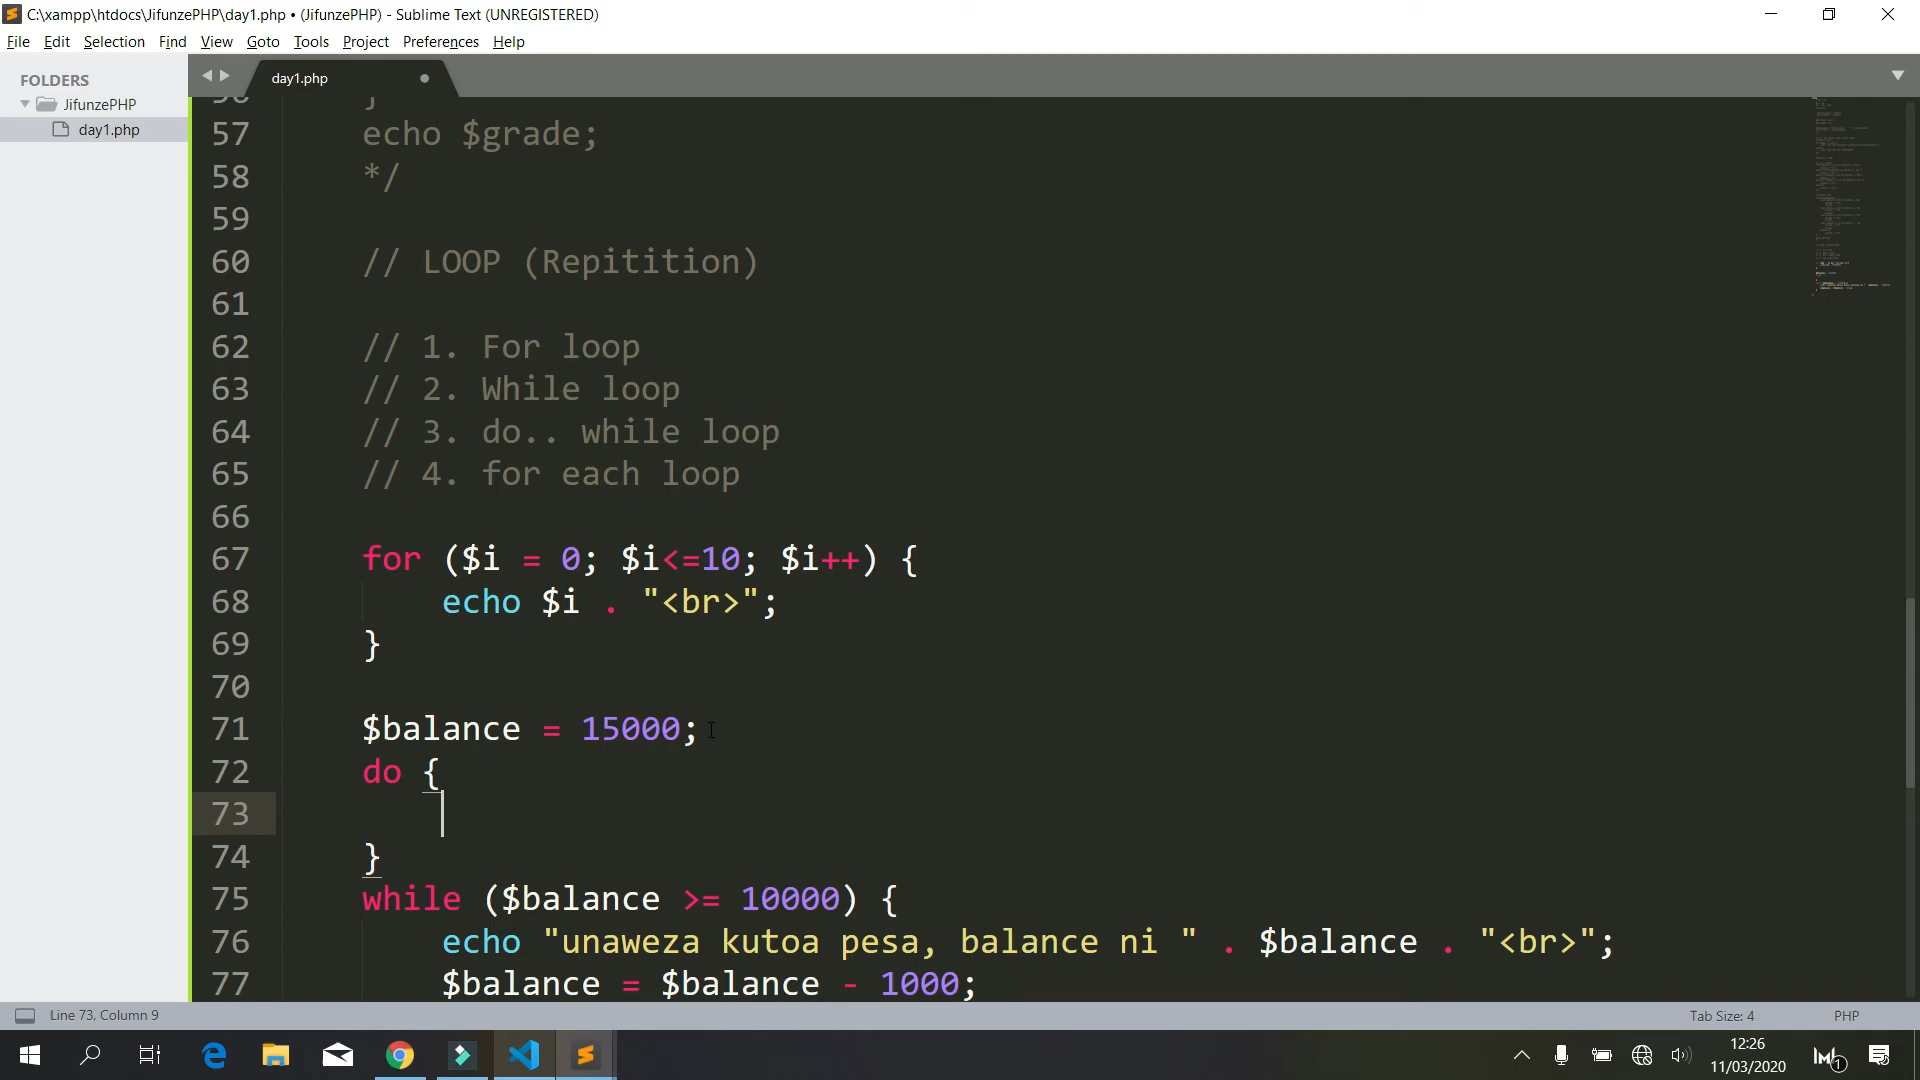 C:\xampp\htdocs\JifunzePHP\day1.php • (JifunzePHP) - Sublime Text (UNREGISTERED)
File Edit Selection Find View Goto Tools Project Preferences Help
FOLDERS
JifunzePHP
day1.php
day1.php
57 echo $grade;
58 */
59
60 // LOOP (Repitition)
61
62 // 1. For loop
63 // 2. While loop
64 // 3. do.. while loop
65 // 4. for each loop
66
67 for ($i = 0; $i<=10; $i++) {
68 echo $i . "<br>";
69 }
70
71 $balance = 15000;
72 do {
73
74 }
75 while ($balance >= 10000) {
76 echo "unaweza kutoa pesa, balance ni " . $balance . "<br>";
77 $balance = $balance - 1000;
Line 73, Column 9
Tab Size: 4
PHP
12:26
11/03/2020
1